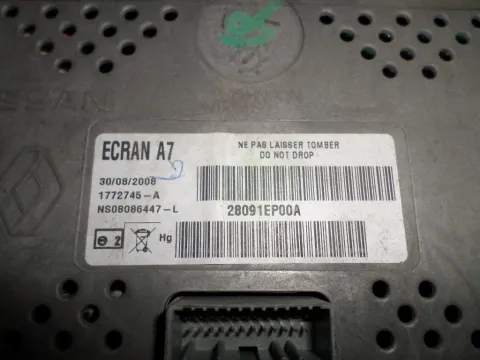 ECRAN A7
NE PAS LAISSER TOMBER
DO NOT DROP
30/08/2008
1772745-A
NS08086447-L
28091EP00A
2
Hg